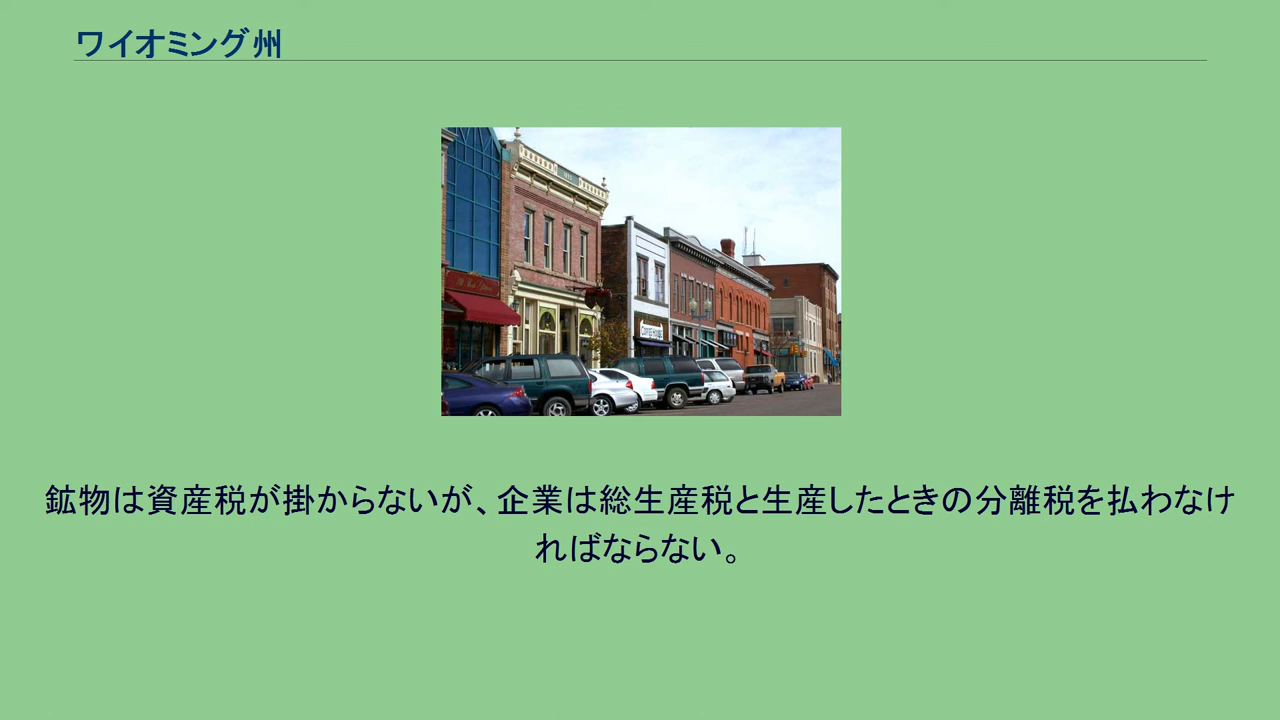 ワイオミング州
鉱物は資産税が掛からないが、企業は総生産税と生産したときの分離税を払わなけ
ればならない。